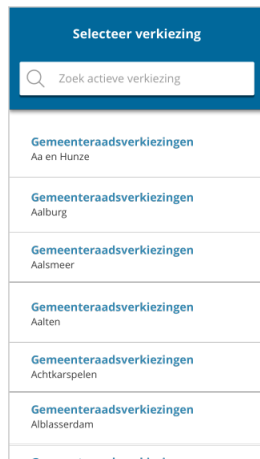 Selecteer verkiezing
Zoek actieve verkiezing
Gemeenteraadsverkiezingen
Aa en Hunze
Gemeenteraadsverkiezingen
Aalburg
Gemeenteraadsverkiezingen
Aalsmeer
Gemeenteraadsverkiezingen
Aalten
Gemeenteraadsverkiezingen
Achtkarspelen
Gemeenteraadsverkiezingen
Alblasserdam